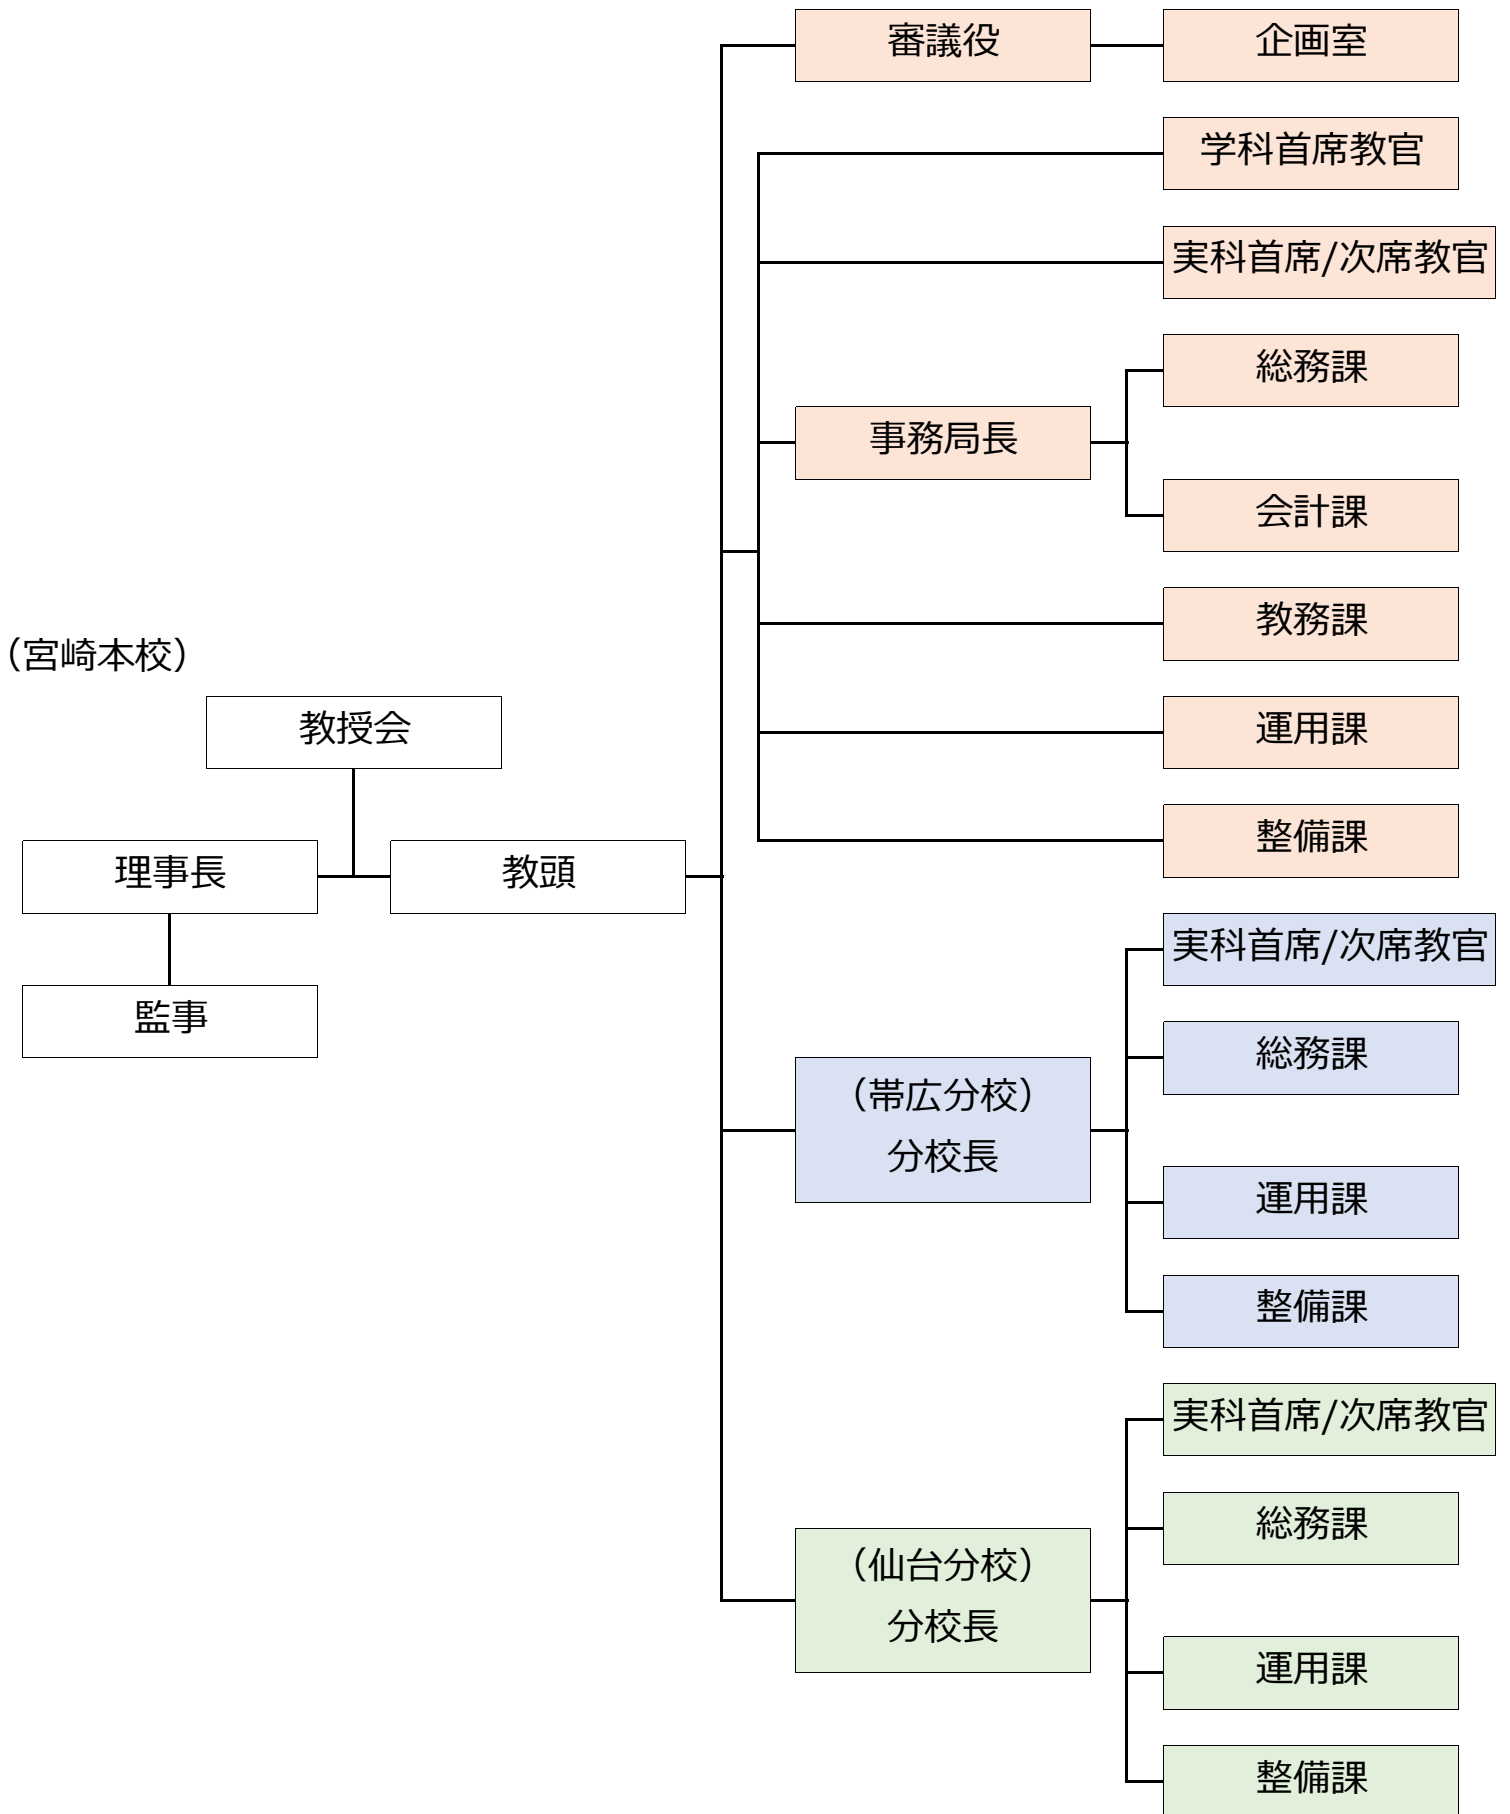 審議役
企画室
学科首席教官
実科首席/次席教官
総務課
事務局長
会計課
教務課
（宮崎本校）
教授会
運用課
整備課
理事長
教頭
監事
実科首席/次席教官
総務課
（帯広分校）
分校長
運用課
整備課
実科首席/次席教官
総務課
（仙台分校）
分校長
運用課
整備課